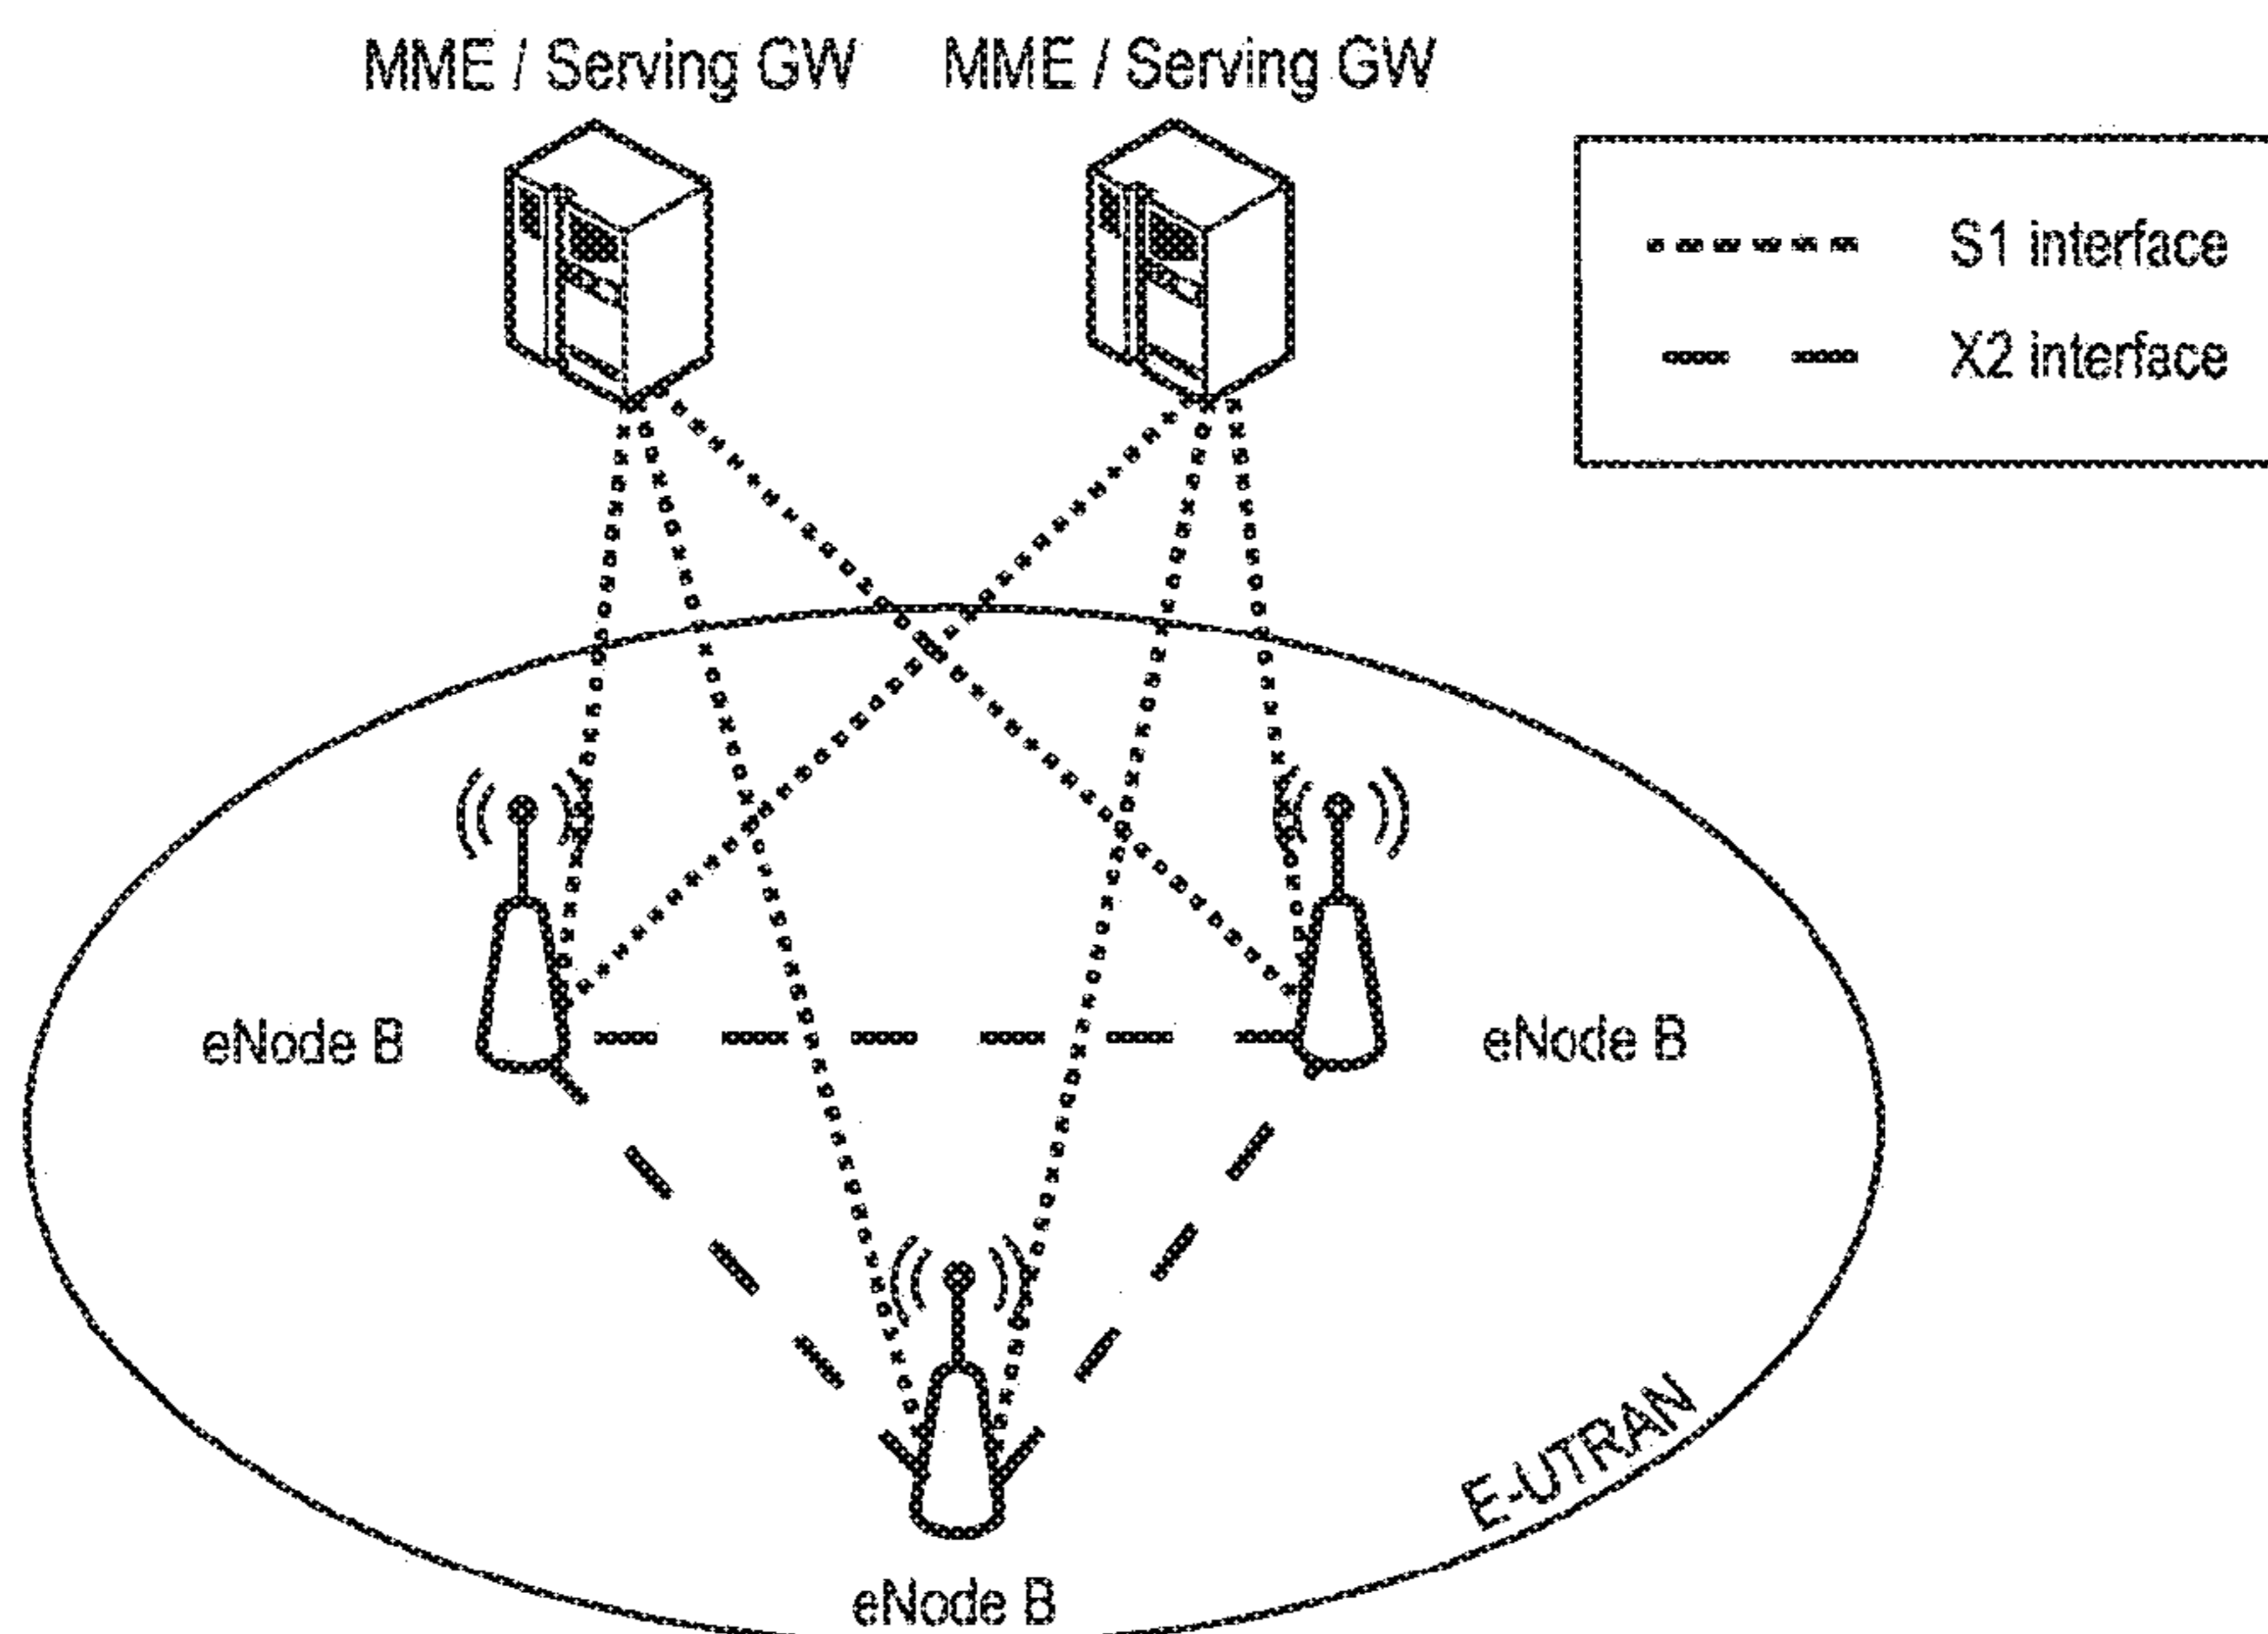 MME / Serving GW
MME / Serving GW
S1 interface
X2 interface
eNode B
eNode B
E-UTRAN
eNode B